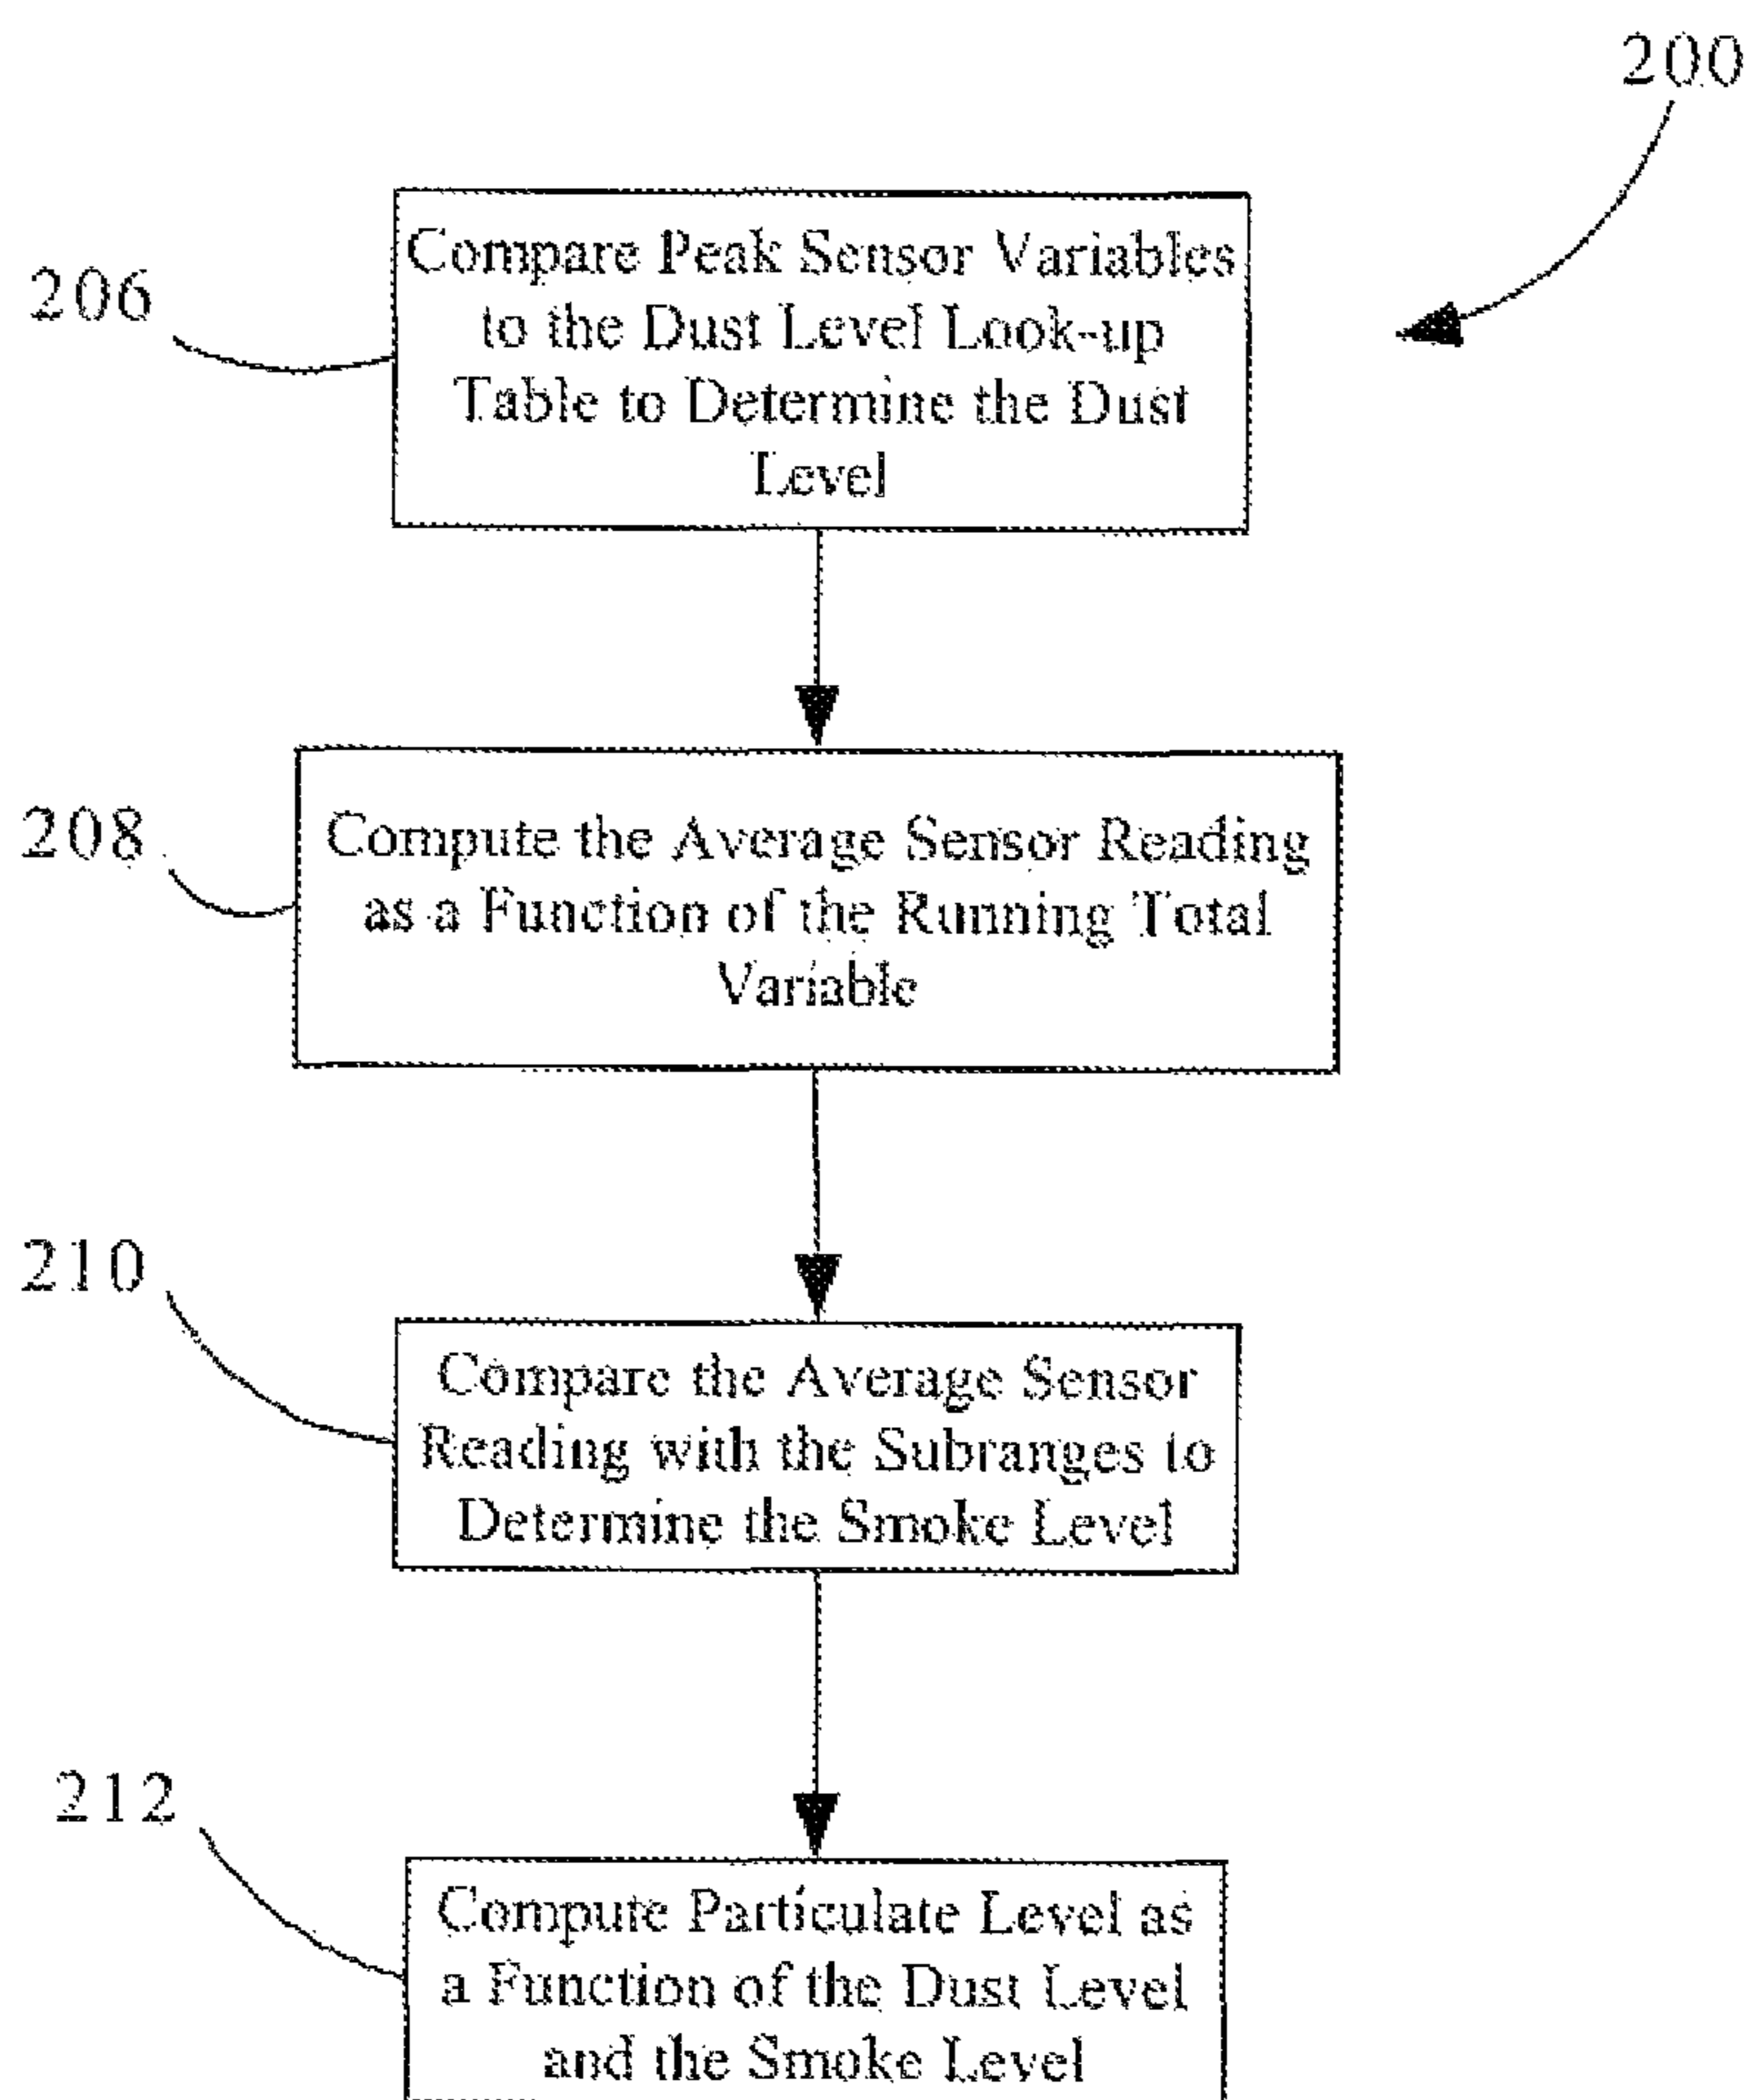 200
206
Compare Peak Sensor Variables
to the Dust Level Look-up
Table to Determine the Dust
Level
208
Compute the Average Sensor Reading
as a Function of the Running Total
Variable
210
Compare the Average Sensor
Reading with the Subranges to
Determine the Smoke Level
212
Compute Particulate Level as
a Function of the Dust Level
and the Smoke Level